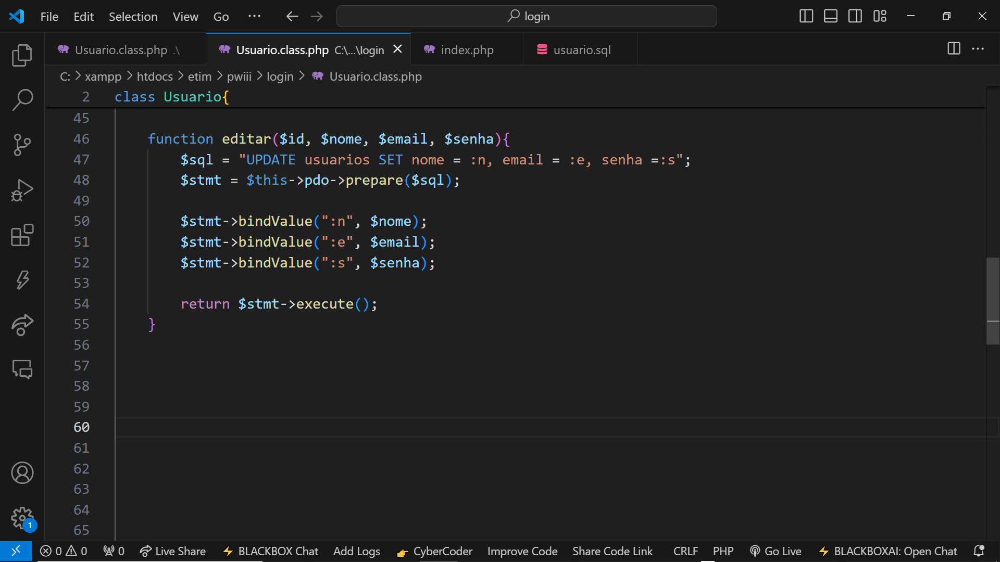 File Edit Selection View Go ··· login
Usuario.class.php .\ Usuario.class.php C:\...\login index.php usuario.sql
C: > xampp > htdocs > etim > pwiii > login > Usuario.class.php
2 class Usuario{
45
46 function editar($id, $nome, $email, $senha){
47 $sql = "UPDATE usuarios SET nome = :n, email = :e, senha =:s";
48 $stmt = $this->pdo->prepare($sql);
49
50 $stmt->bindValue(":n", $nome);
51 $stmt->bindValue(":e", $email);
52 $stmt->bindValue(":s", $senha);
53
54 return $stmt->execute();
55 }
56
57
58
59
60
61
62
63
64
65
1
0 0 0 Live Share BLACKBOX Chat Add Logs CyberCoder Improve Code Share Code Link CRLF PHP Go Live BLACKBOXAI: Open Chat